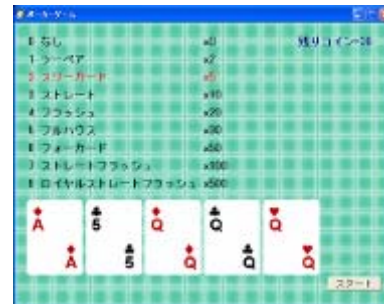 ポーカーゲーム
0 なし x0 残りコイン=20
1 ツーペア x2
2 スリーカード x5
3 ストレート x10
4 フラッシュ x20
5 フルハウス x30
6 フォーカード x50
7 ストレートフラッシュ x100
8 ロイヤルストレートフラッシュ x500
A 5 Q Q Q
A 5 Q Q Q
スタート